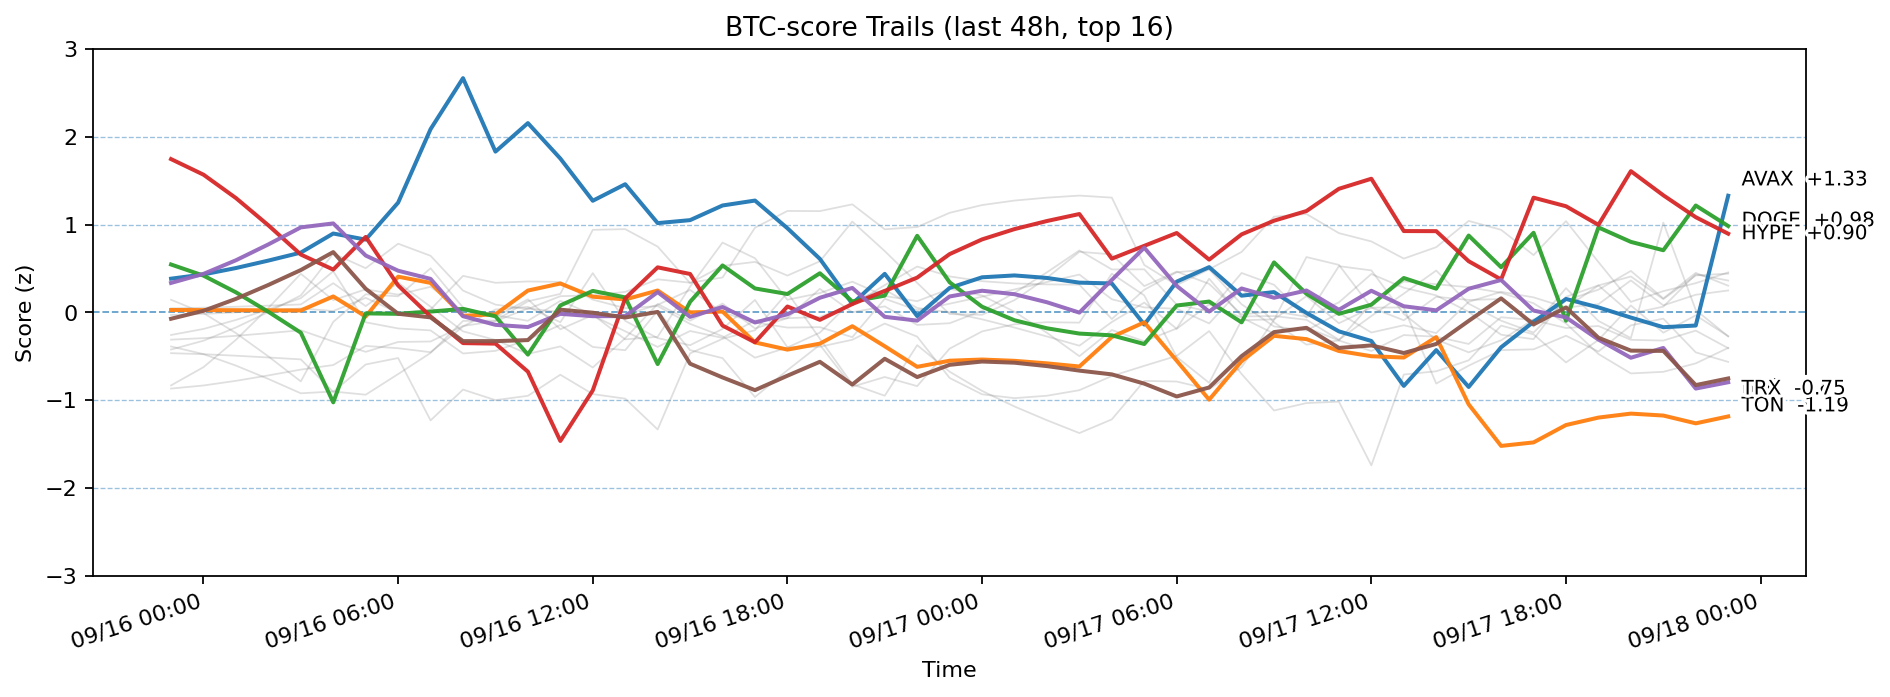 BTC-score Trails (last 48h, top 16)
Score (z)
3
2
1
0
−1
−2
−3
AVAX +1.33
DOGE +0.98
HYPE +0.90
TRX -0.75
TON -1.19
09/16 00:00
09/16 06:00
09/16 12:00
09/16 18:00
09/17 00:00
09/17 06:00
09/17 12:00
09/17 18:00
09/18 00:00
Time